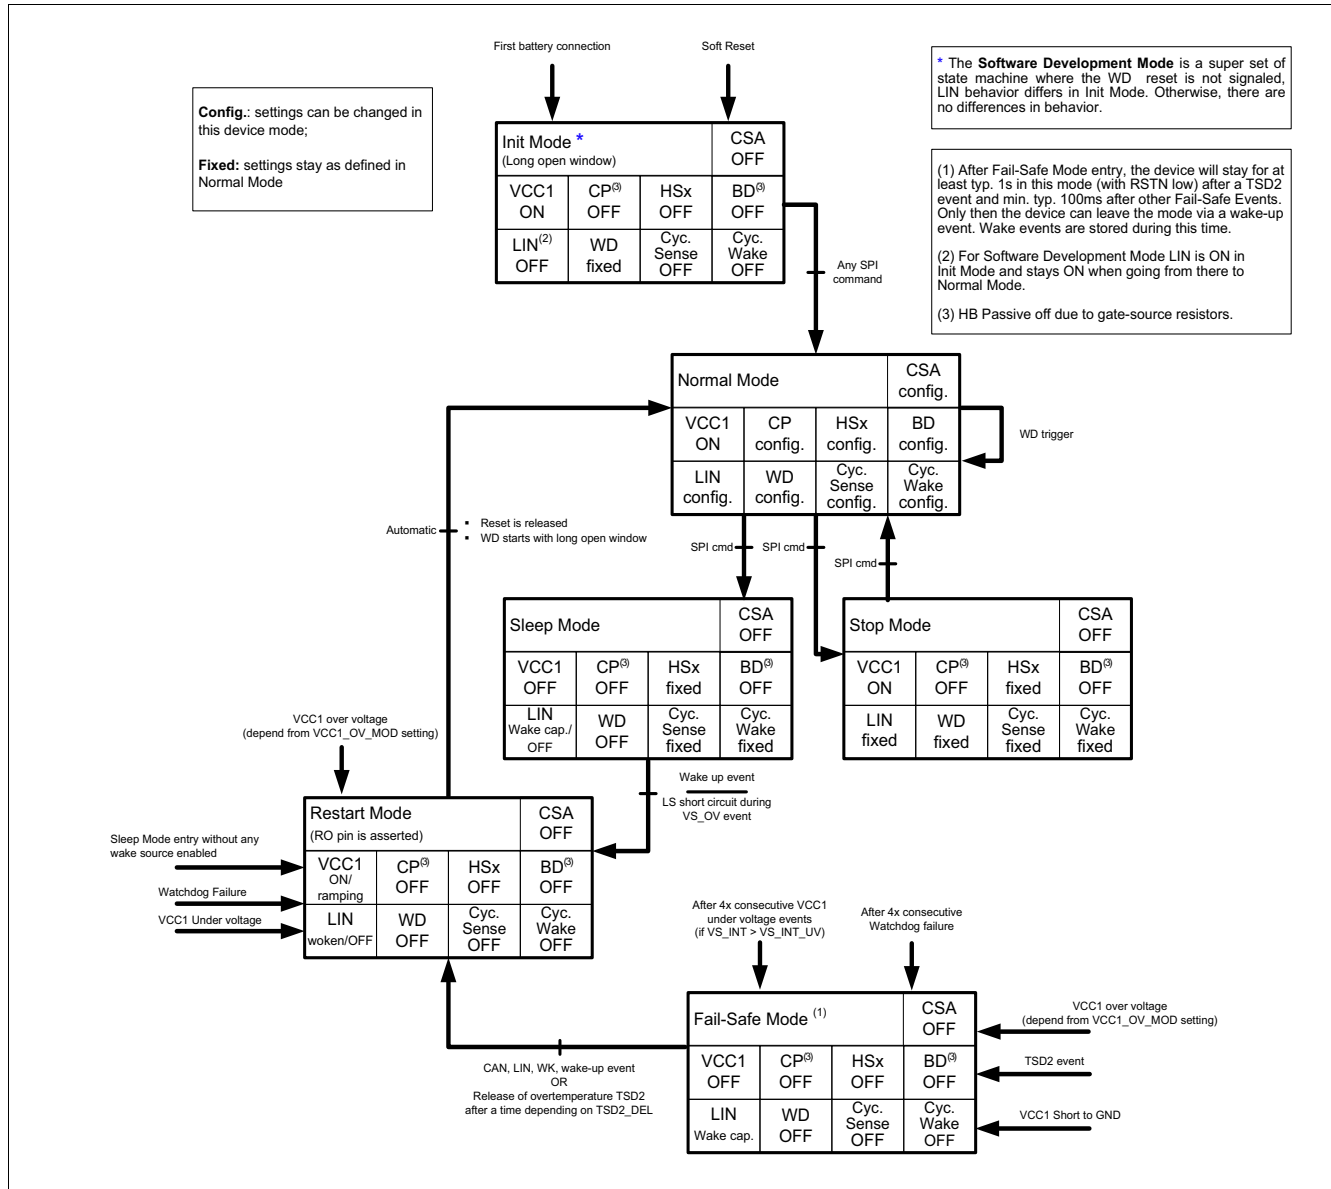 First battery connection
Soft Reset
Config.: settings can be changed in
this device mode;
Fixed: settings stay as defined in
Normal Mode
* The Software Development Mode is a super set of
state machine where the WD reset is not signaled,
LIN behavior differs in Init Mode. Otherwise, there are
no differences in behavior.
(1) After Fail-Safe Mode entry, the device will stay for at
least typ. 1s in this mode (with RSTN low) after a TSD2
event and min. typ. 100ms after other Fail-Safe Events.
Only then the device can leave the mode via a wake-up
event. Wake events are stored during this time.
(2) For Software Development Mode LIN is ON in
Init Mode and stays ON when going from there to
Normal Mode.
(3) HB Passive off due to gate-source resistors.
Init Mode *
(Long open window)
CSA
OFF
VCC1
ON
CP(3)
OFF
HSx
OFF
BD(3)
OFF
LIN(2)
OFF
WD
fixed
Cyc.
Sense
OFF
Cyc.
Wake
OFF
Any SPI
command
Normal Mode
CSA
config.
VCC1
ON
CP
config.
HSx
config.
BD
config.
LIN
config.
WD
config.
Cyc.
Sense
config.
Cyc.
Wake
config.
WD trigger
Automatic
▪ Reset is released
▪ WD starts with long open window
SPI cmd
SPI cmd
SPI cmd
Sleep Mode
CSA
OFF
VCC1
OFF
CP(3)
OFF
HSx
fixed
BD(3)
OFF
LIN
Wake cap./
OFF
WD
OFF
Cyc.
Sense
fixed
Cyc.
Wake
fixed
Stop Mode
CSA
OFF
VCC1
ON
CP(3)
OFF
HSx
fixed
BD(3)
OFF
LIN
fixed
WD
fixed
Cyc.
Sense
fixed
Cyc.
Wake
fixed
VCC1 over voltage
(depend from VCC1_OV_MOD setting)
Wake up event
LS short circuit during
VS_OV event
Sleep Mode entry without any
wake source enabled
Watchdog Failure
VCC1 Under voltage
Restart Mode
(RO pin is asserted)
CSA
OFF
VCC1
ON/
ramping
CP(3)
OFF
HSx
OFF
BD(3)
OFF
LIN
woken/OFF
WD
OFF
Cyc.
Sense
OFF
Cyc.
Wake
OFF
After 4x consecutive VCC1
under voltage events
(if VS_INT > VS_INT_UV)
After 4x consecutive
Watchdog failure
Fail-Safe Mode (1)
CSA
OFF
VCC1
OFF
CP(3)
OFF
HSx
OFF
BD(3)
OFF
LIN
Wake cap.
WD
OFF
Cyc.
Sense
OFF
Cyc.
Wake
OFF
VCC1 over voltage
(depend from VCC1_OV_MOD setting)
TSD2 event
VCC1 Short to GND
CAN, LIN, WK, wake-up event
OR
Release of overtemperature TSD2
after a time depending on TSD2_DEL